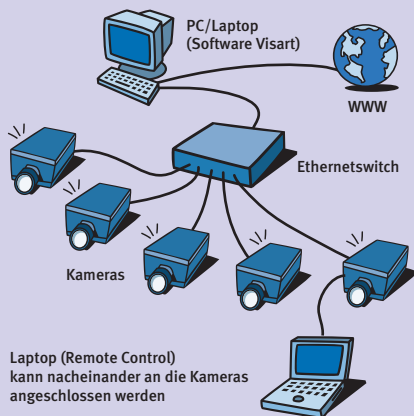 PC/Laptop
(Software Visart)
WWW
Ethernetswitch
Kameras
Laptop (Remote Control)
kann nacheinander an die Kameras
angeschlossen werden